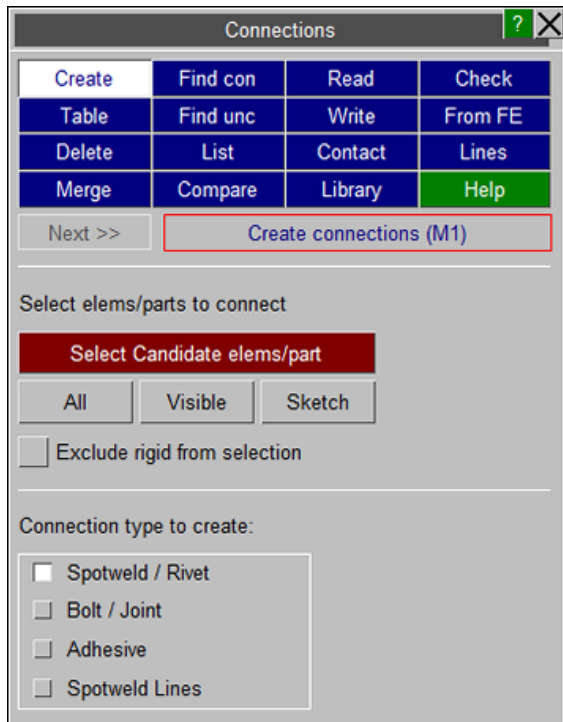 Connections ? X
Create Find con Read Check
Table Find unc Write From FE
Delete List Contact Lines
Merge Compare Library Help
Next >> Create connections (M1)
Select elems/parts to connect
Select Candidate elems/part
All Visible Sketch
Exclude rigid from selection
Connection type to create:
Spotweld / Rivet
Bolt / Joint
Adhesive
Spotweld Lines